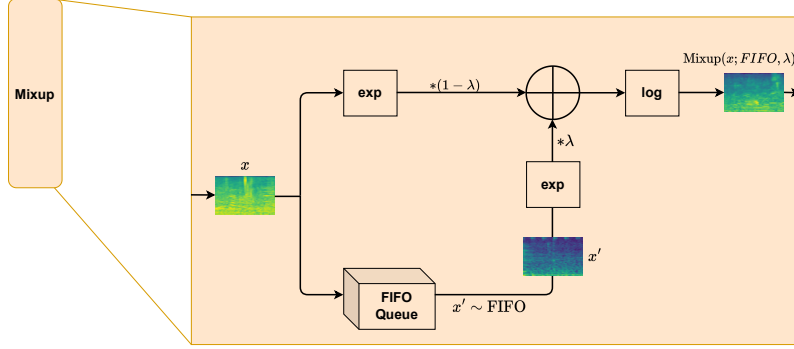 Mixup
x
exp
*(1 − λ)
log
Mixup(x; FIFO, λ)
*λ
exp
x′
FIFO
Queue
x′ ∼ FIFO